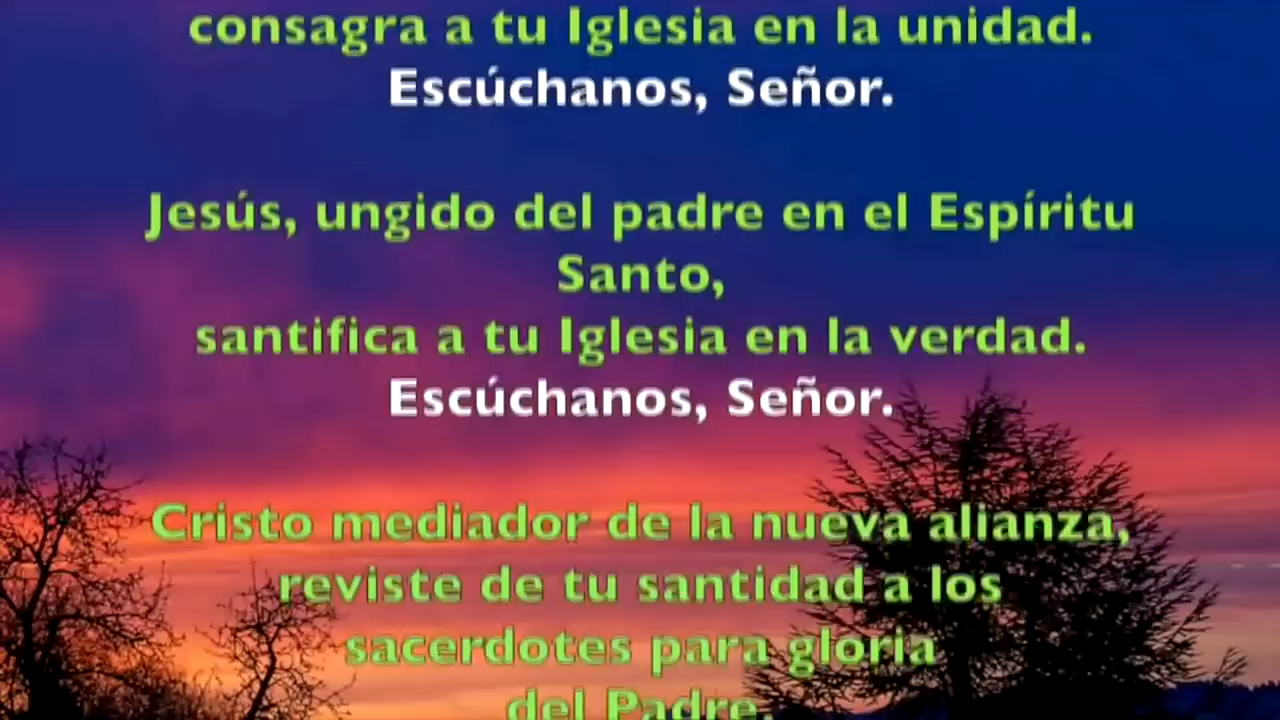 consagra a tu Iglesia en la unidad.
Escúchanos, Señor.
Jesús, ungido del padre en el Espíritu
Santo,
santifica a tu Iglesia en la verdad.
Escúchanos, Señor.
Cristo mediador de la nueva alianza,
reviste de tu santidad a los
sacerdotes para gloria
del Padre.